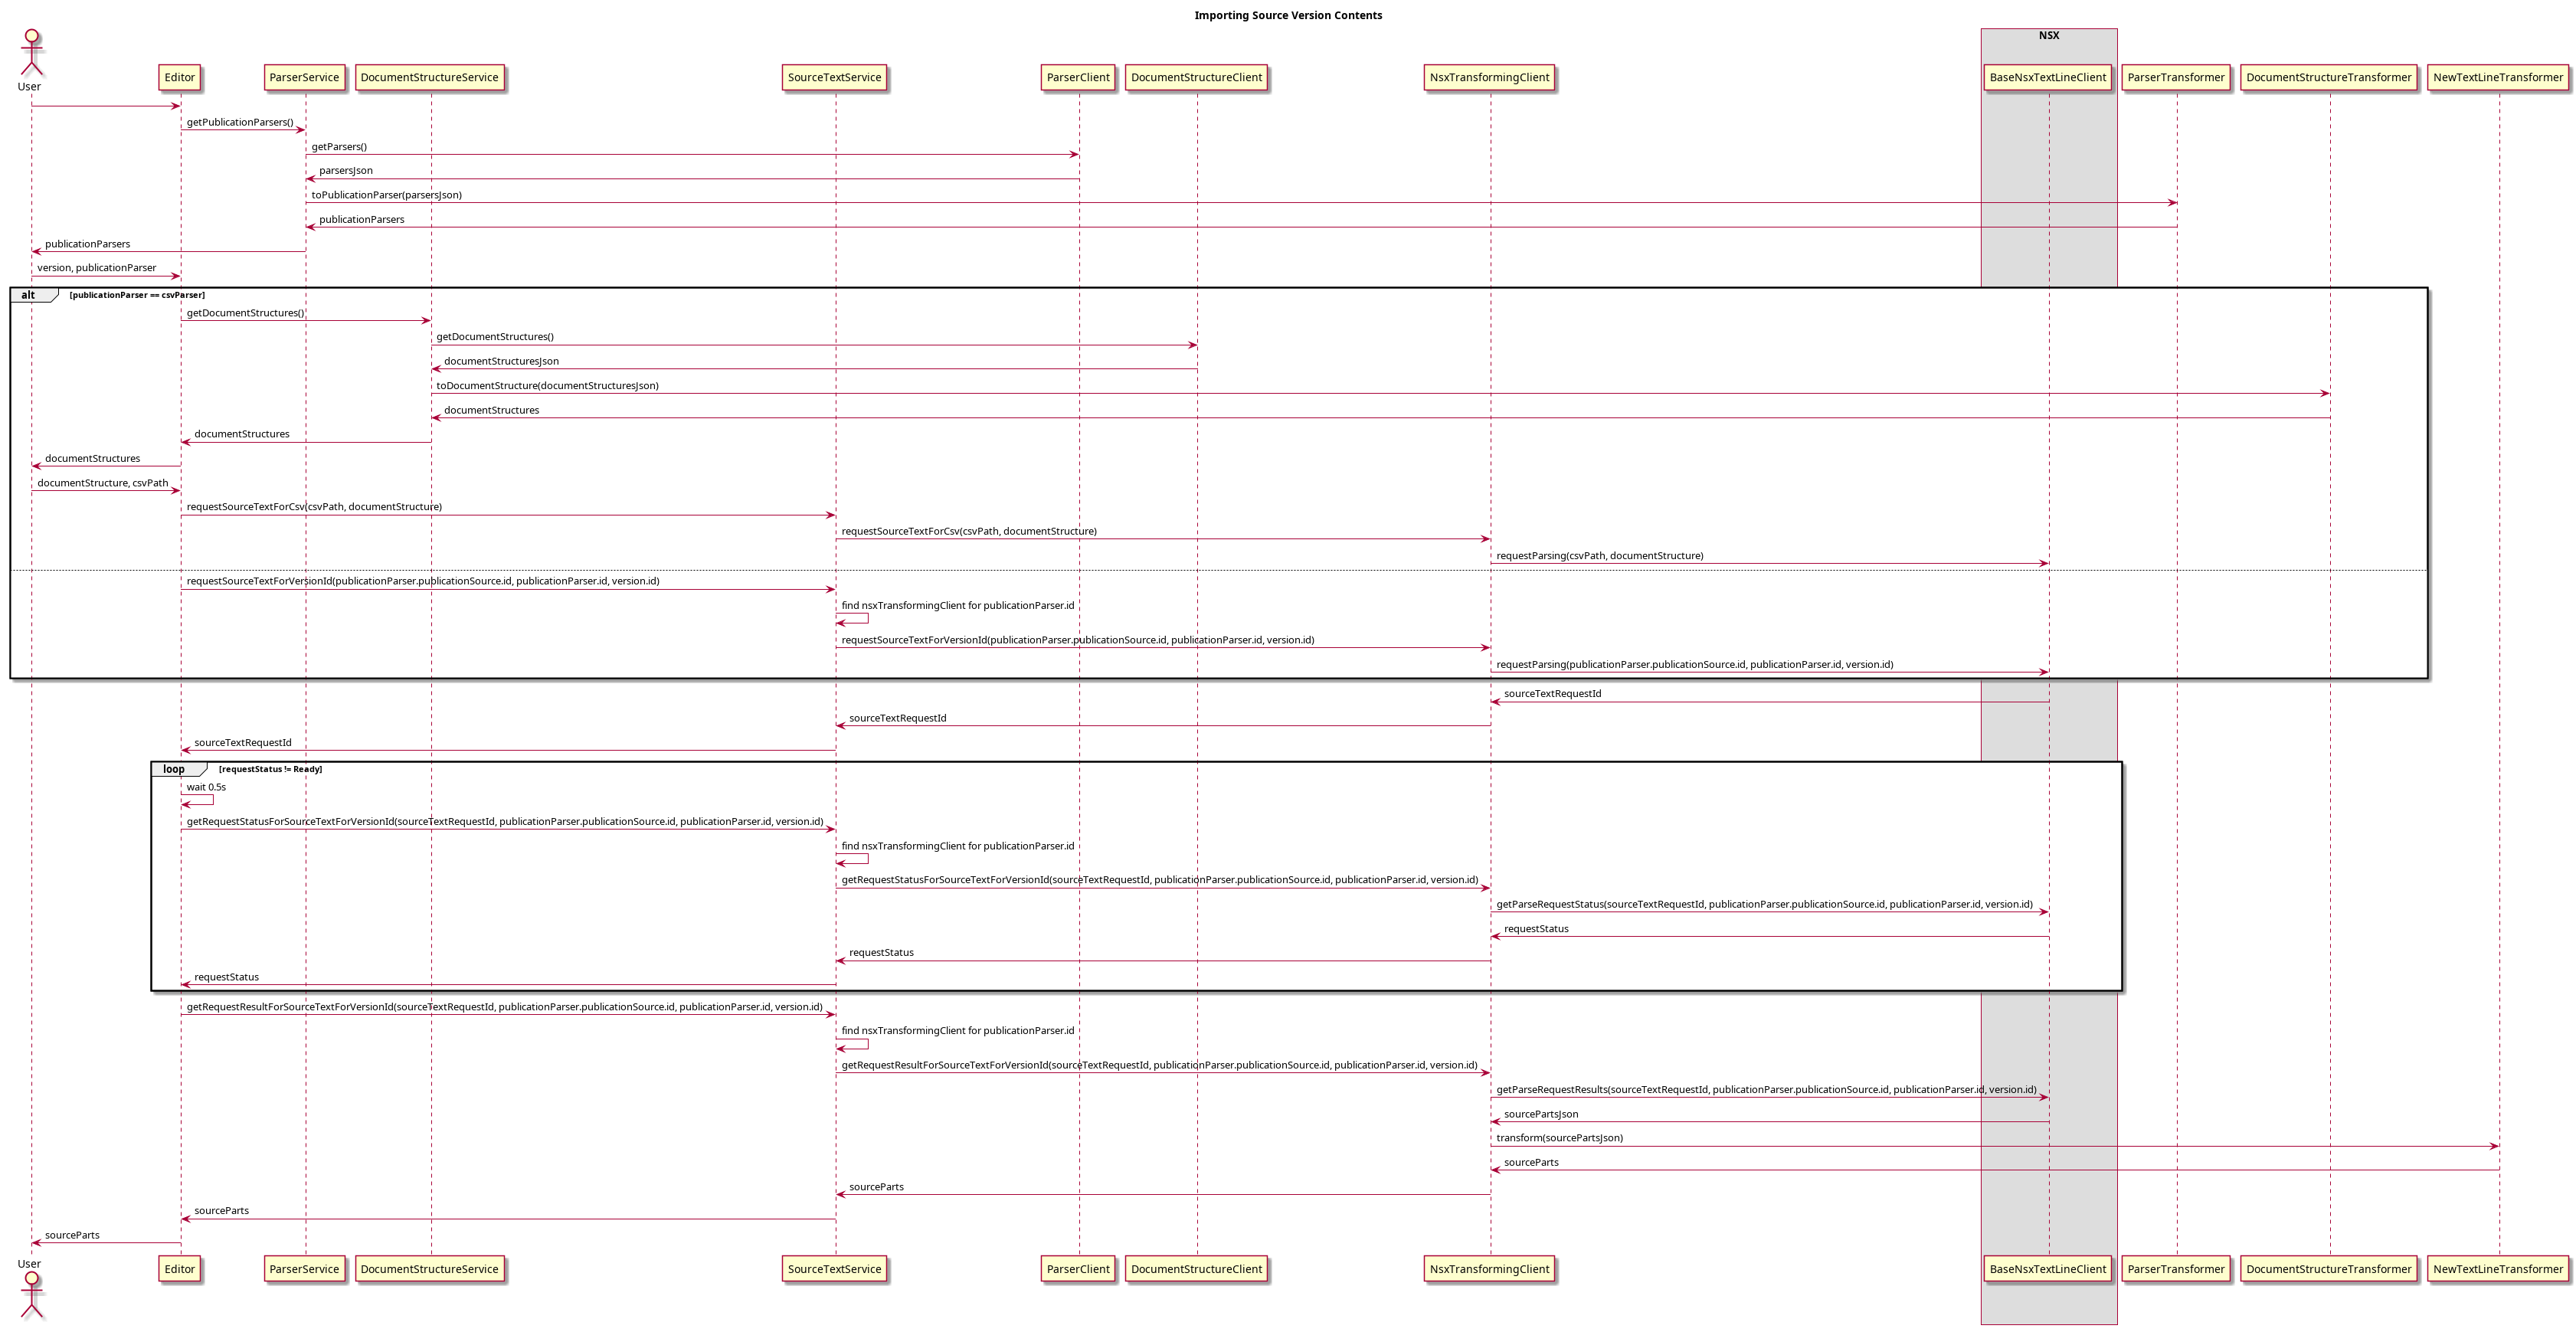 Importing Source Version Contents
NSX
User
Editor
ParserService
DocumentStructureService
SourceTextService
ParserClient
DocumentStructureClient
NsxTransformingClient
BaseNsxTextLineClient
ParserTransformer
DocumentStructureTransformer
NewTextLineTransformer
getPublicationParsers()
getParsers()
parsersJson
toPublicationParser(parsersJson)
publicationParsers
publicationParsers
version, publicationParser
alt [publicationParser == csvParser]
getDocumentStructures()
getDocumentStructures()
documentStructuresJson
toDocumentStructure(documentStructuresJson)
documentStructures
documentStructures
documentStructures
documentStructure, csvPath
requestSourceTextForCsv(csvPath, documentStructure)
requestSourceTextForCsv(csvPath, documentStructure)
requestParsing(csvPath, documentStructure)
requestSourceTextForVersionId(publicationParser.publicationSource.id, publicationParser.id, version.id)
find nsxTransformingClient for publicationParser.id
requestSourceTextForVersionId(publicationParser.publicationSource.id, publicationParser.id, version.id)
requestParsing(publicationParser.publicationSource.id, publicationParser.id, version.id)
sourceTextRequestId
sourceTextRequestId
sourceTextRequestId
loop [requestStatus != Ready]
wait 0.5s
getRequestStatusForSourceTextForVersionId(sourceTextRequestId, publicationParser.publicationSource.id, publicationParser.id, version.id)
find nsxTransformingClient for publicationParser.id
getRequestStatusForSourceTextForVersionId(sourceTextRequestId, publicationParser.publicationSource.id, publicationParser.id, version.id)
getParseRequestStatus(sourceTextRequestId, publicationParser.publicationSource.id, publicationParser.id, version.id)
requestStatus
requestStatus
requestStatus
getRequestResultForSourceTextForVersionId(sourceTextRequestId, publicationParser.publicationSource.id, publicationParser.id, version.id)
find nsxTransformingClient for publicationParser.id
getRequestResultForSourceTextForVersionId(sourceTextRequestId, publicationParser.publicationSource.id, publicationParser.id, version.id)
getParseRequestResults(sourceTextRequestId, publicationParser.publicationSource.id, publicationParser.id, version.id)
sourcePartsJson
transform(sourcePartsJson)
sourceParts
sourceParts
sourceParts
sourceParts
User
Editor
ParserService
DocumentStructureService
SourceTextService
ParserClient
DocumentStructureClient
NsxTransformingClient
BaseNsxTextLineClient
ParserTransformer
DocumentStructureTransformer
NewTextLineTransformer